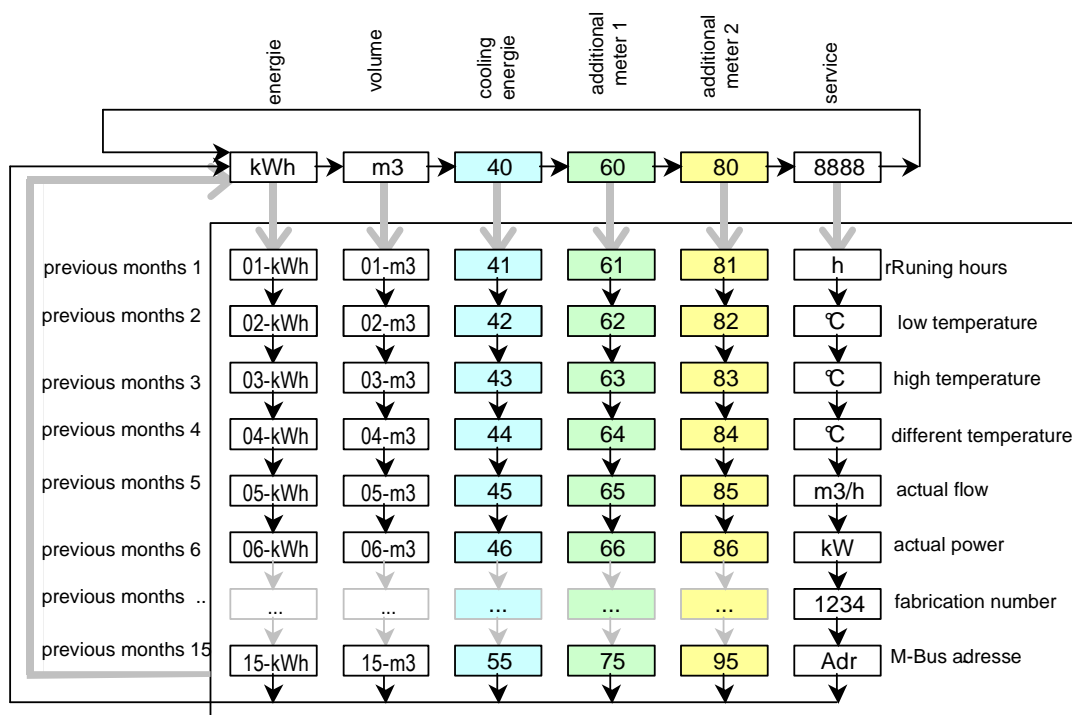 energie
volume
cooling
energie
additional
meter 1
additional
meter 2
service
kWh m3 40 60 80 8888
previous months 1 01-kWh 01-m3 41 61 81 h rRuning hours
previous months 2 02-kWh 02-m3 42 62 82 °C low temperature
previous months 3 03-kWh 03-m3 43 63 83 °C high temperature
previous months 4 04-kWh 04-m3 44 64 84 °C different temperature
previous months 5 05-kWh 05-m3 45 65 85 m3/h actual flow
previous months 6 06-kWh 06-m3 46 66 86 kW actual power
previous months .. ... ... ... ... ... 1234 fabrication number
previous months 15 15-kWh 15-m3 55 75 95 Adr M-Bus adresse